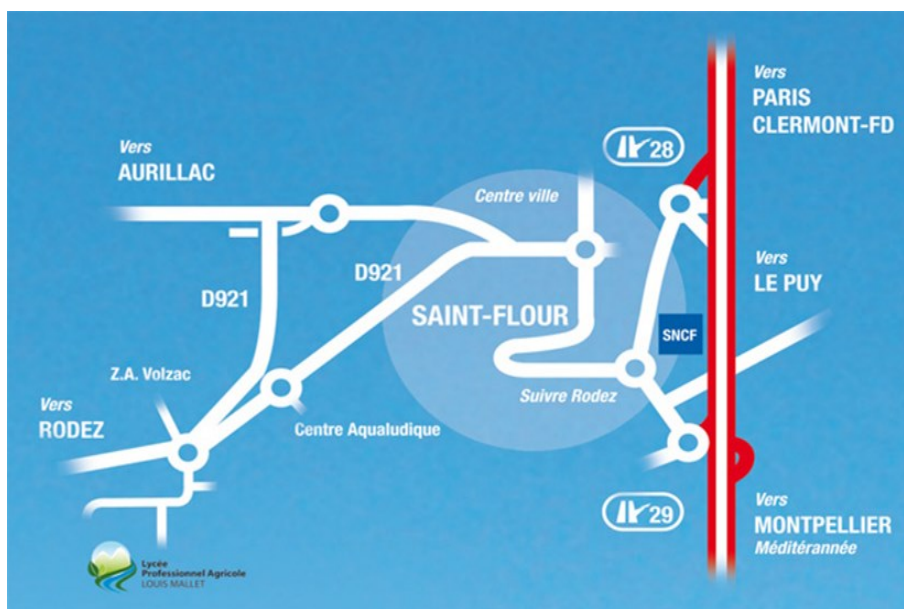 Vers
PARIS
CLERMONT-FD
28
Vers
AURILLAC
Centre ville
D921
Vers
LE PUY
D921
SAINT-FLOUR
SNCF
Z.A. Volzac
Suivre Rodez
Vers
RODEZ
Centre Aqualudique
29
Vers
MONTPELLIER
Méditérannée
Lycée
Professionnel Agricole
LOUIS MALLET